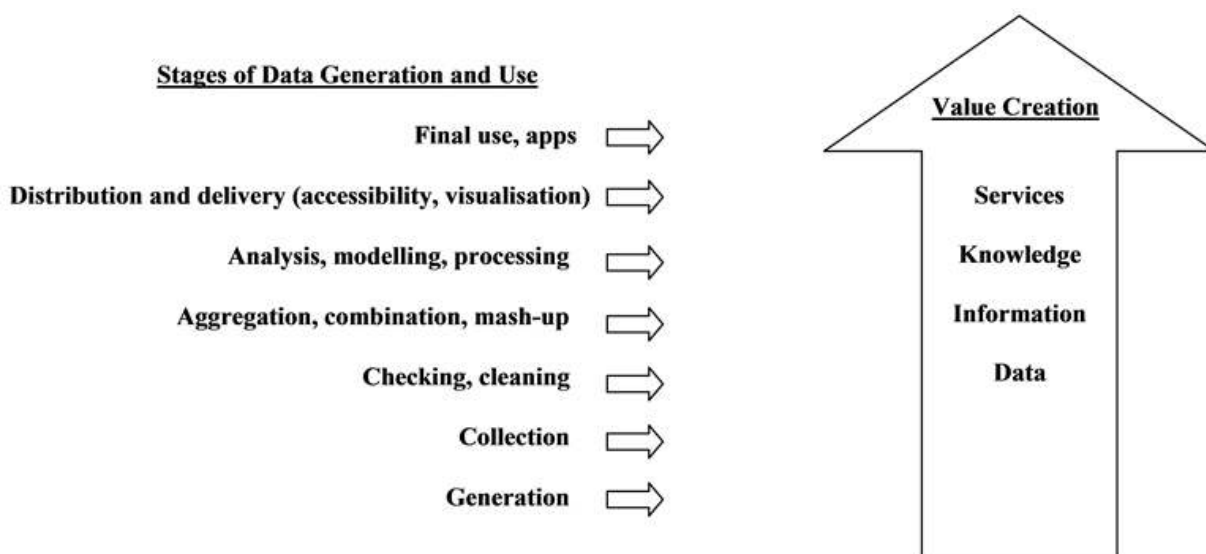 Stages of Data Generation and Use
Final use, apps
Distribution and delivery (accessibility, visualisation)
Analysis, modelling, processing
Aggregation, combination, mash-up
Checking, cleaning
Collection
Generation
Value Creation
Services
Knowledge
Information
Data